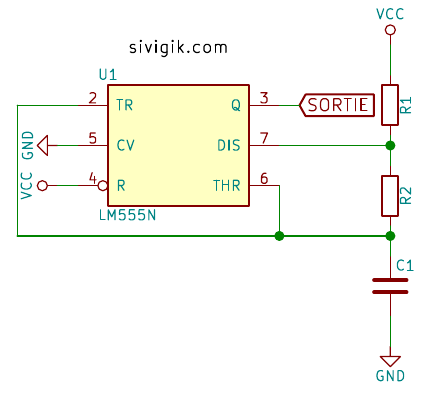 VCC
sivigik.com
U1
2 TR Q 3 SORTIE
R1
GND 5 CV DIS 7
VCC 4 R THR 6
R2
LM555N
C1
GND